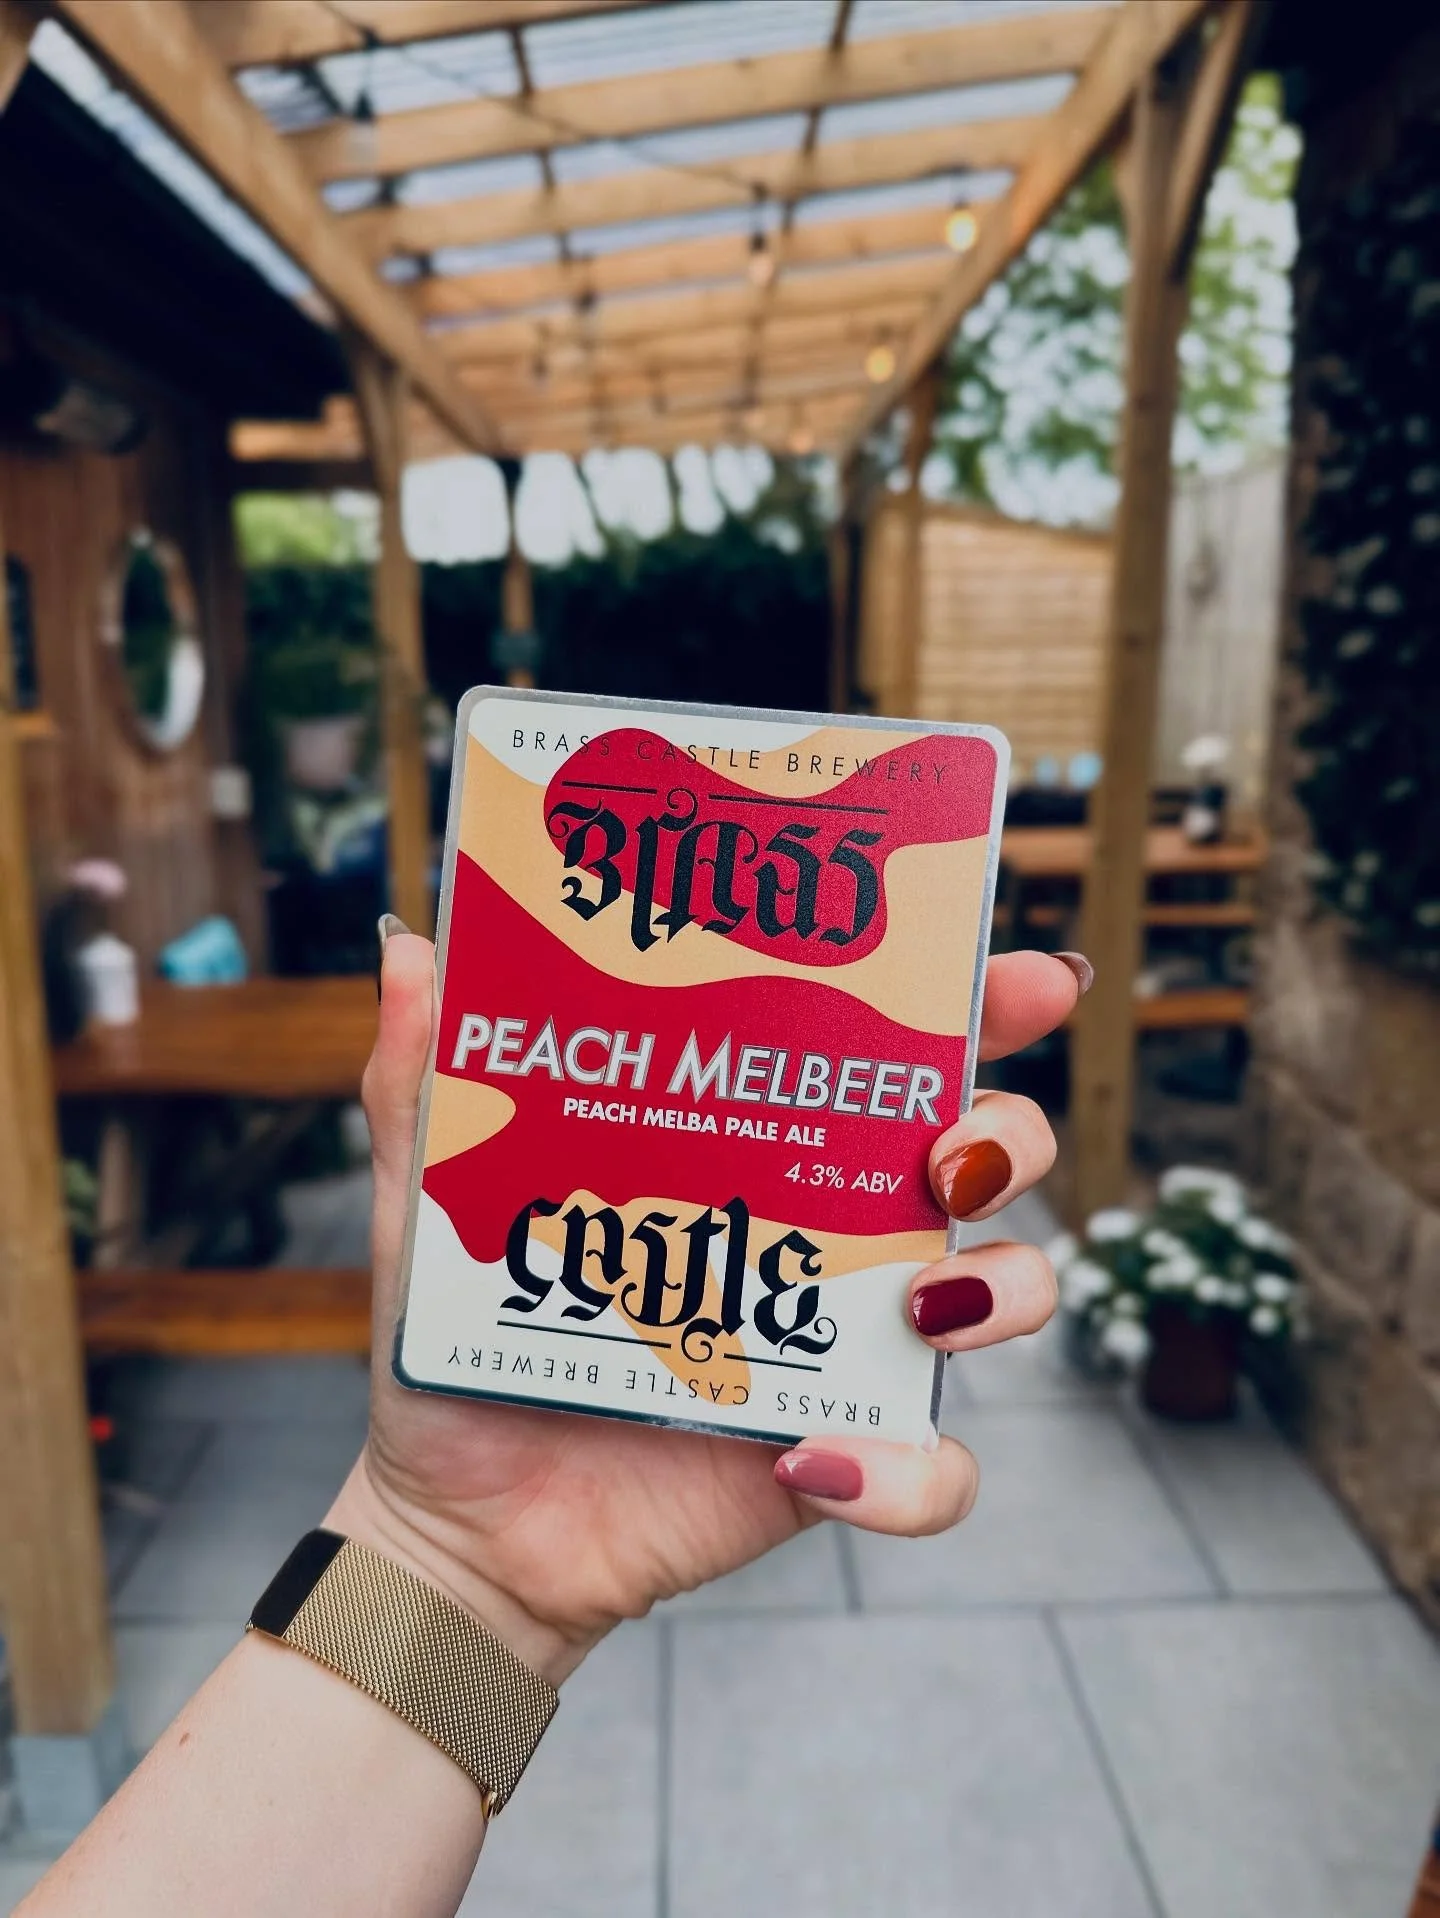 BRASS CASTLE BREWERY
Brass
PEACH MELBEER
PEACH MELBA PALE ALE
4.3% ABV
Castle
BRASS CASTLE BREWERY